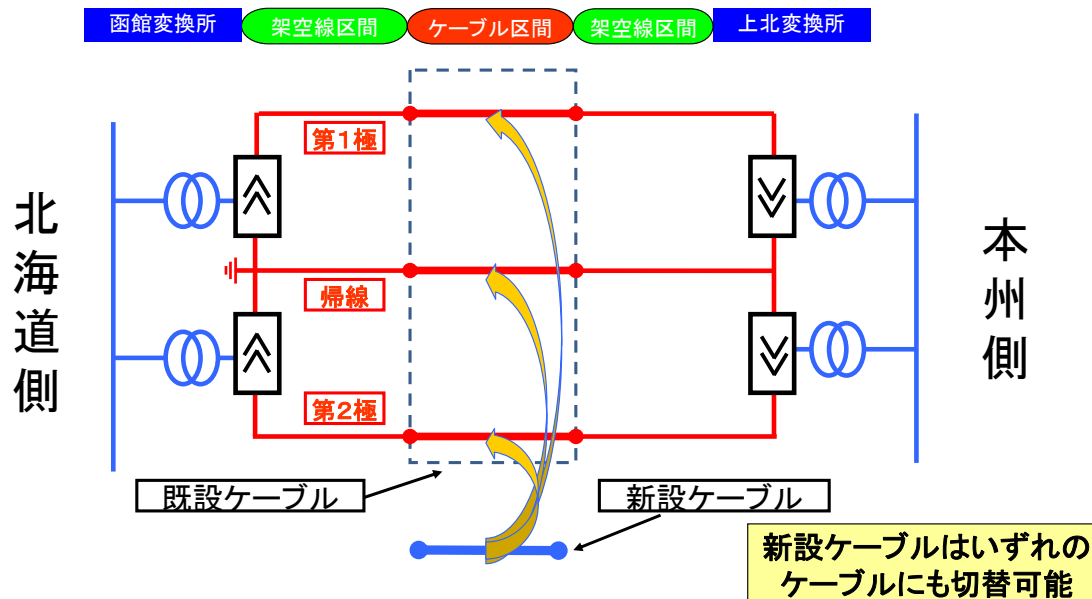 函館変換所
架空線区間
ケーブル区間
架空線区間
上北変換所
第1極
北海道側
本州側
帰線
第2極
既設ケーブル
新設ケーブル
新設ケーブルはいずれの
ケーブルにも切替可能